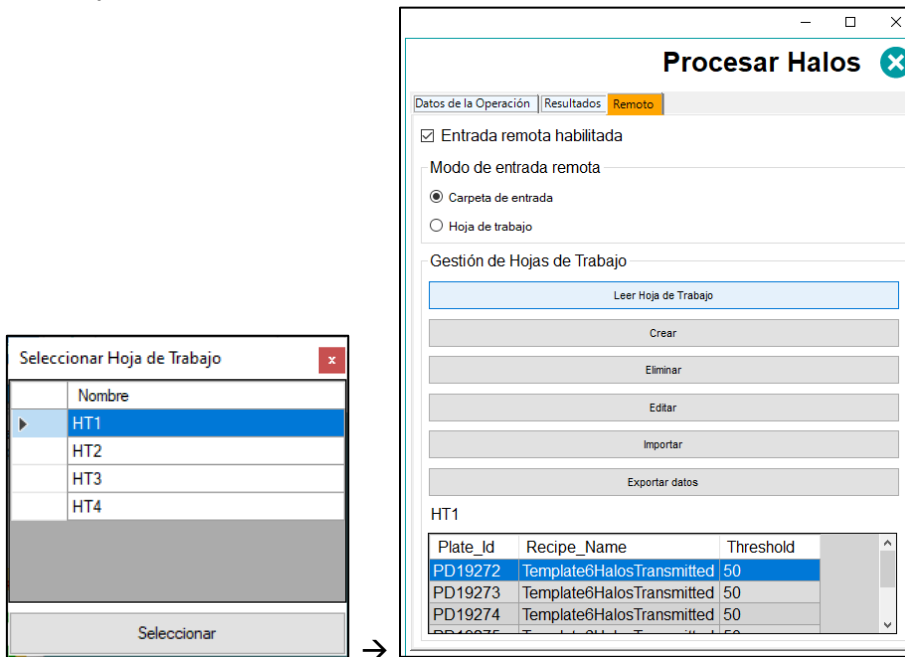 Seleccionar Hoja de Trabajo x
Nombre
HT1
HT2
HT3
HT4
Seleccionar
→
Procesar Halos
Datos de la Operación Resultados Remoto
Entrada remota habilitada
Modo de entrada remota
Carpeta de entrada
Hoja de trabajo
Gestión de Hojas de Trabajo
Leer Hoja de Trabajo
Crear
Eliminar
Editar
Importar
Exportar datos
HT1
Plate_Id Recipe_Name Threshold
PD19272 Template6HalosTransmitted 50
PD19273 Template6HalosTransmitted 50
PD19274 Template6HalosTransmitted 50